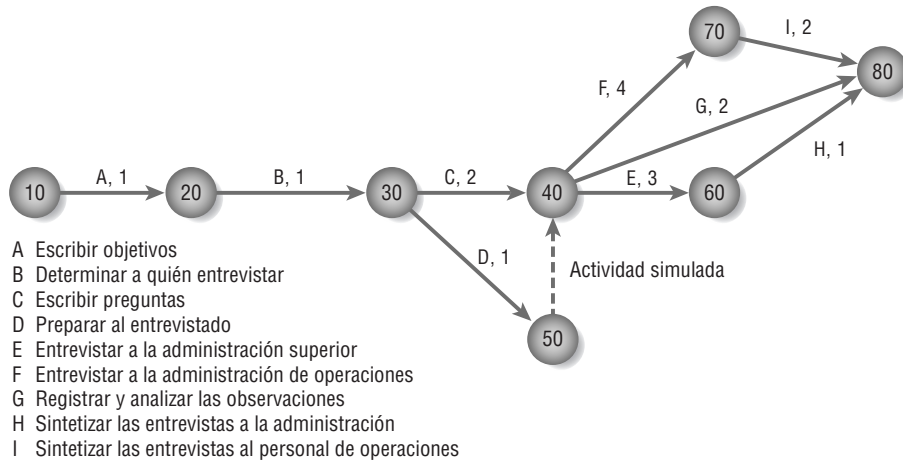 70
I, 2
80
F, 4
G, 2
H, 1
10
A, 1
20
B, 1
30
C, 2
40
E, 3
60
D, 1
Actividad simulada
50
A Escribir objetivos
B Determinar a quién entrevistar
C Escribir preguntas
D Preparar al entrevistado
E Entrevistar a la administración superior
F Entrevistar a la administración de operaciones
G Registrar y analizar las observaciones
H Sintetizar las entrevistas a la administración
I Sintetizar las entrevistas al personal de operaciones